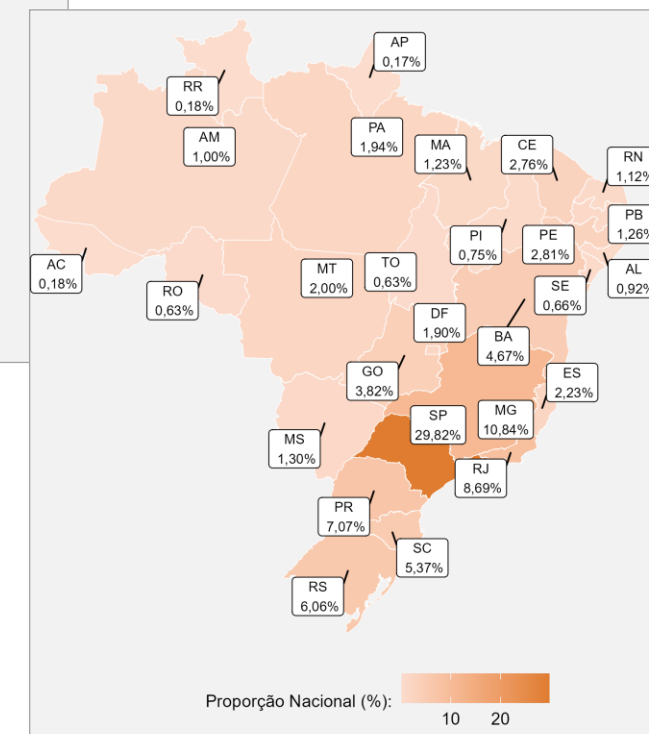 AP
0,17%
RR
0,18%
AM
1,00%
PA
1,94%
MA
1,23%
CE
2,76%
RN
1,12%
PB
1,26%
PI
0,75%
PE
2,81%
AC
0,18%
RO
0,63%
MT
2,00%
TO
0,63%
SE
0,66%
AL
0,92%
DF
1,90%
BA
4,67%
GO
3,82%
ES
2,23%
SP
29,82%
MG
10,84%
MS
1,30%
RJ
8,69%
PR
7,07%
SC
5,37%
RS
6,06%
Proporção Nacional (%):
10 20